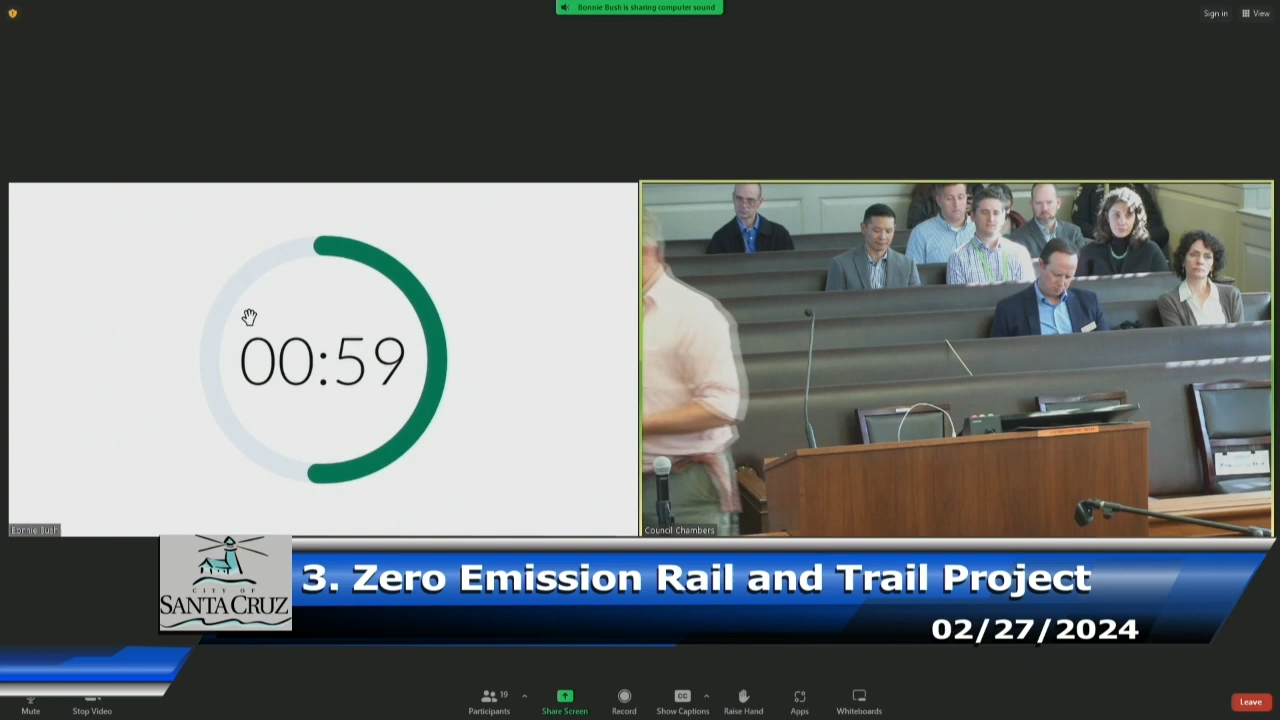 Bonnie Bush is sharing computer sound
Sign in
View
00:59
Bonnie Bush
Council Chambers
CITY OF
SANTA CRUZ
3. Zero Emission Rail and Trail Project
02/27/2024
Mute
Stop Video
Participants
19
Share Screen
CC
Record
Show Captions
Raise Hand
Apps
Whiteboards
Leave